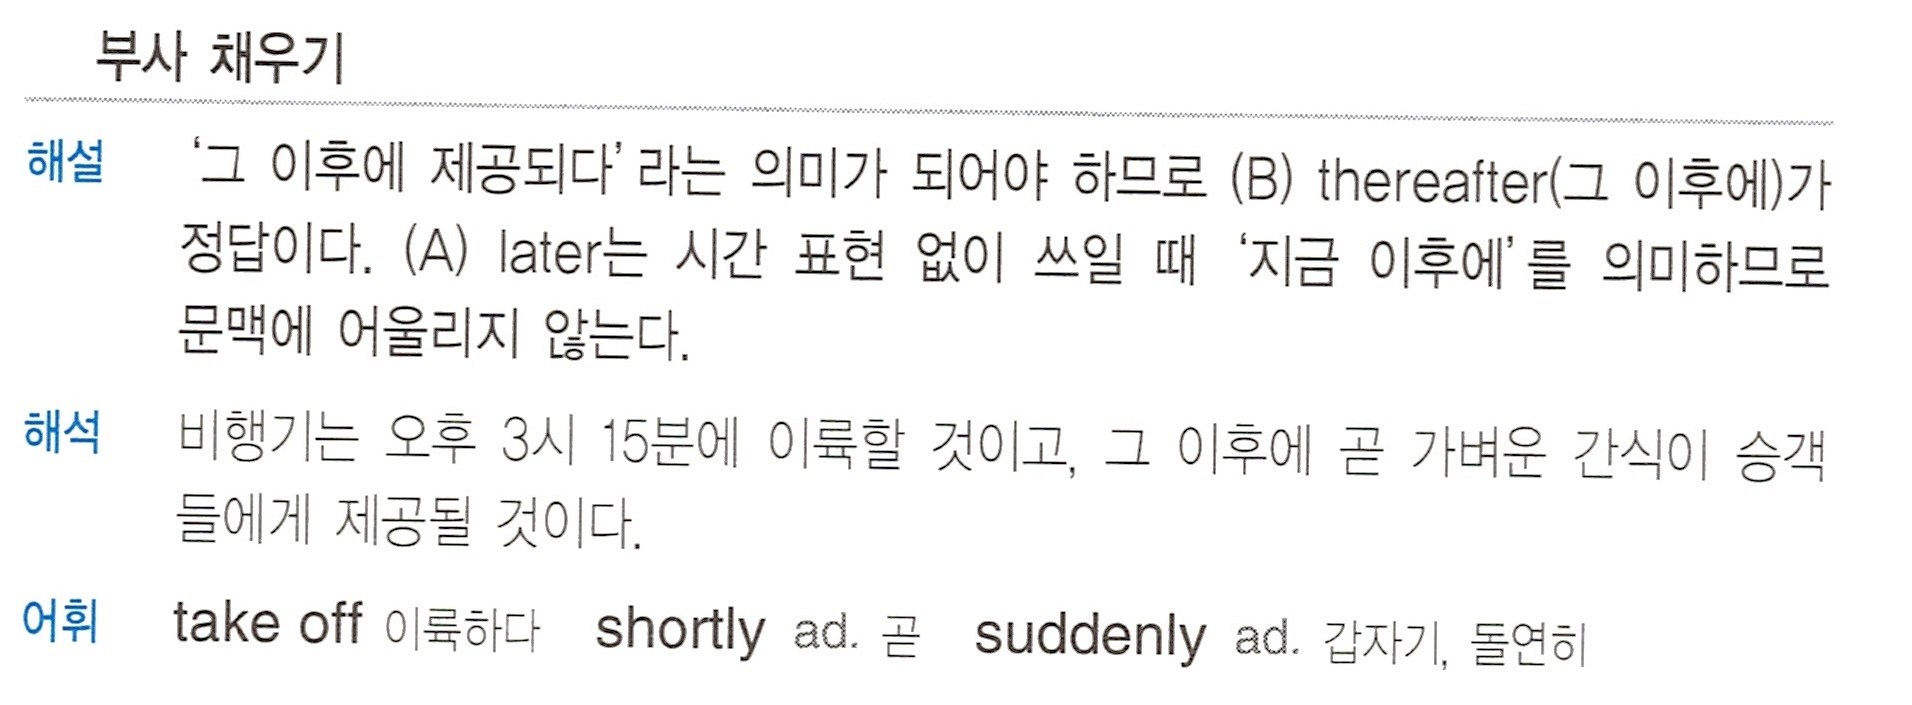 부사 채우기
해설 '그 이후에 제공되다'라는 의미가 되어야 하므로 (B) thereafter(그 이후에)가
정답이다. (A) later는 시간 표현 없이 쓰일 때 '지금 이후에'를 의미하므로
문맥에 어울리지 않는다.
해석 비행기는 오후 3시 15분에 이륙할 것이고, 그 이후에 곧 가벼운 간식이 승객
들에게 제공될 것이다.
어휘 take off 이륙하다 shortly ad. 곧 suddenly ad. 갑자기, 돌연히